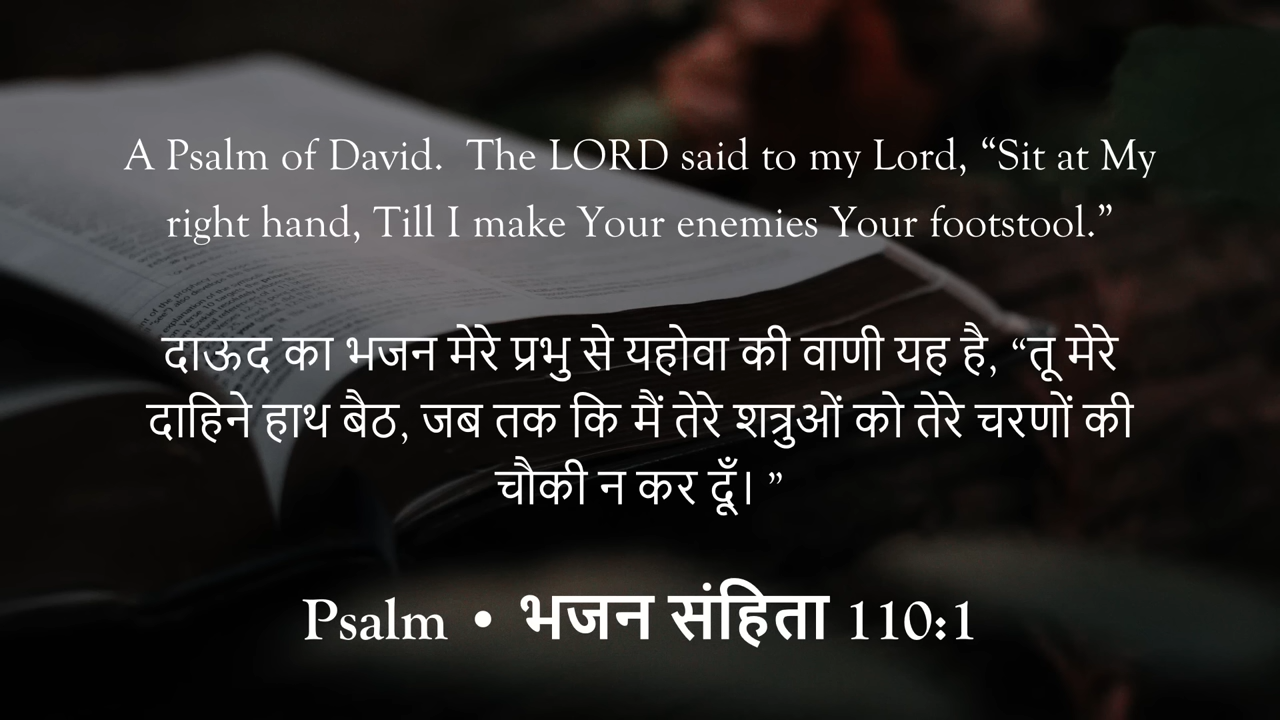 A Psalm of David.  The LORD said to my Lord, “Sit at My
right hand, Till I make Your enemies Your footstool.”
दाऊद का भजन मेरे प्रभु से यहोवा की वाणी यह है, “तू मेरे
दाहिने हाथ बैठ, जब तक कि मैं तेरे शत्रुओं को तेरे चरणों की
चौकी न कर दूँ। ”
Psalm • भजन संहिता 110:1